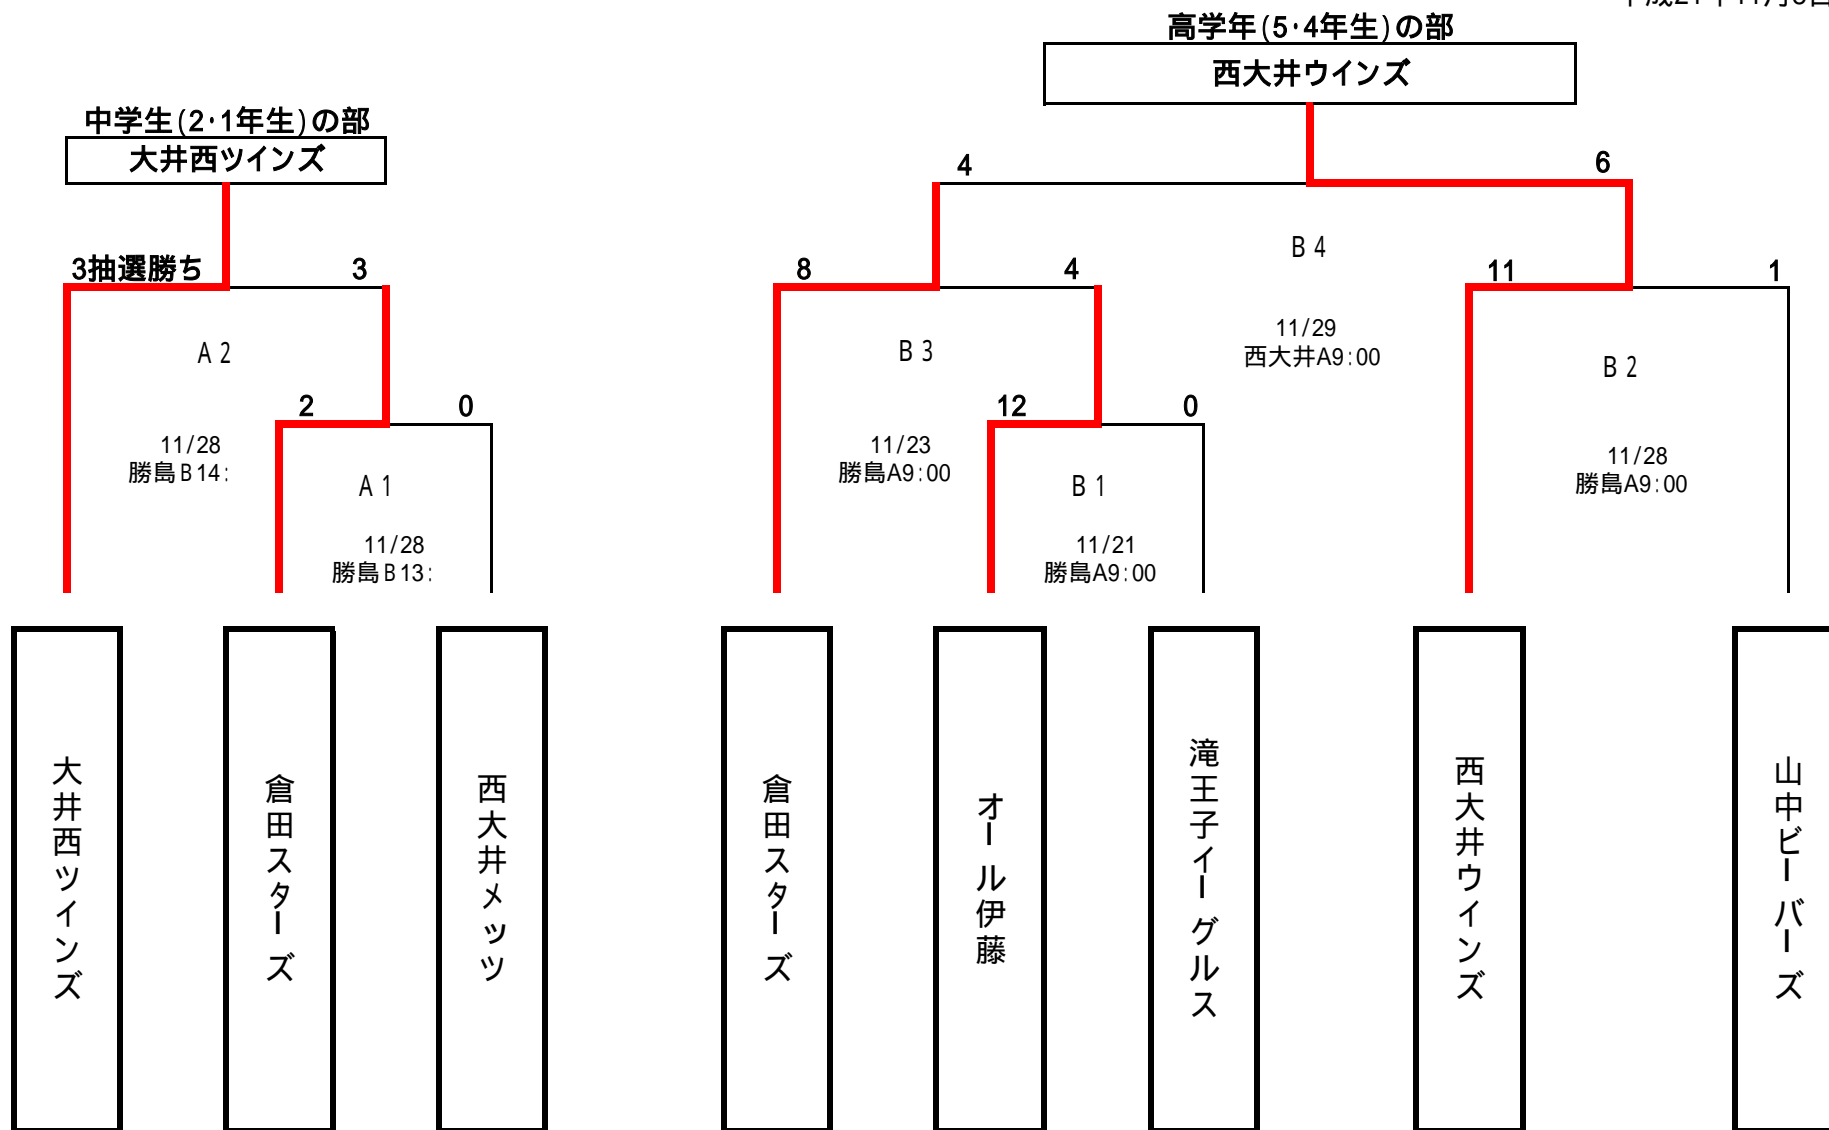 高学年(5・4年生)の部
西大井ウインズ
中学生(2・1年生)の部
大井西ツインズ
4
6
B4
3抽選勝ち
3
8
4
11
1
11/29
西大井A9:00
A2
B3
B2
2
0
12
0
11/28
勝島B14:
11/23
勝島A9:00
11/28
勝島A9:00
A1
B1
11/28
勝島B13:
11/21
勝島A9:00
大井西ツインズ
倉田スターズ
西大井メッツ
倉田スターズ
オール伊藤
滝王子イーグルス
西大井ウインズ
山中ビーバーズ